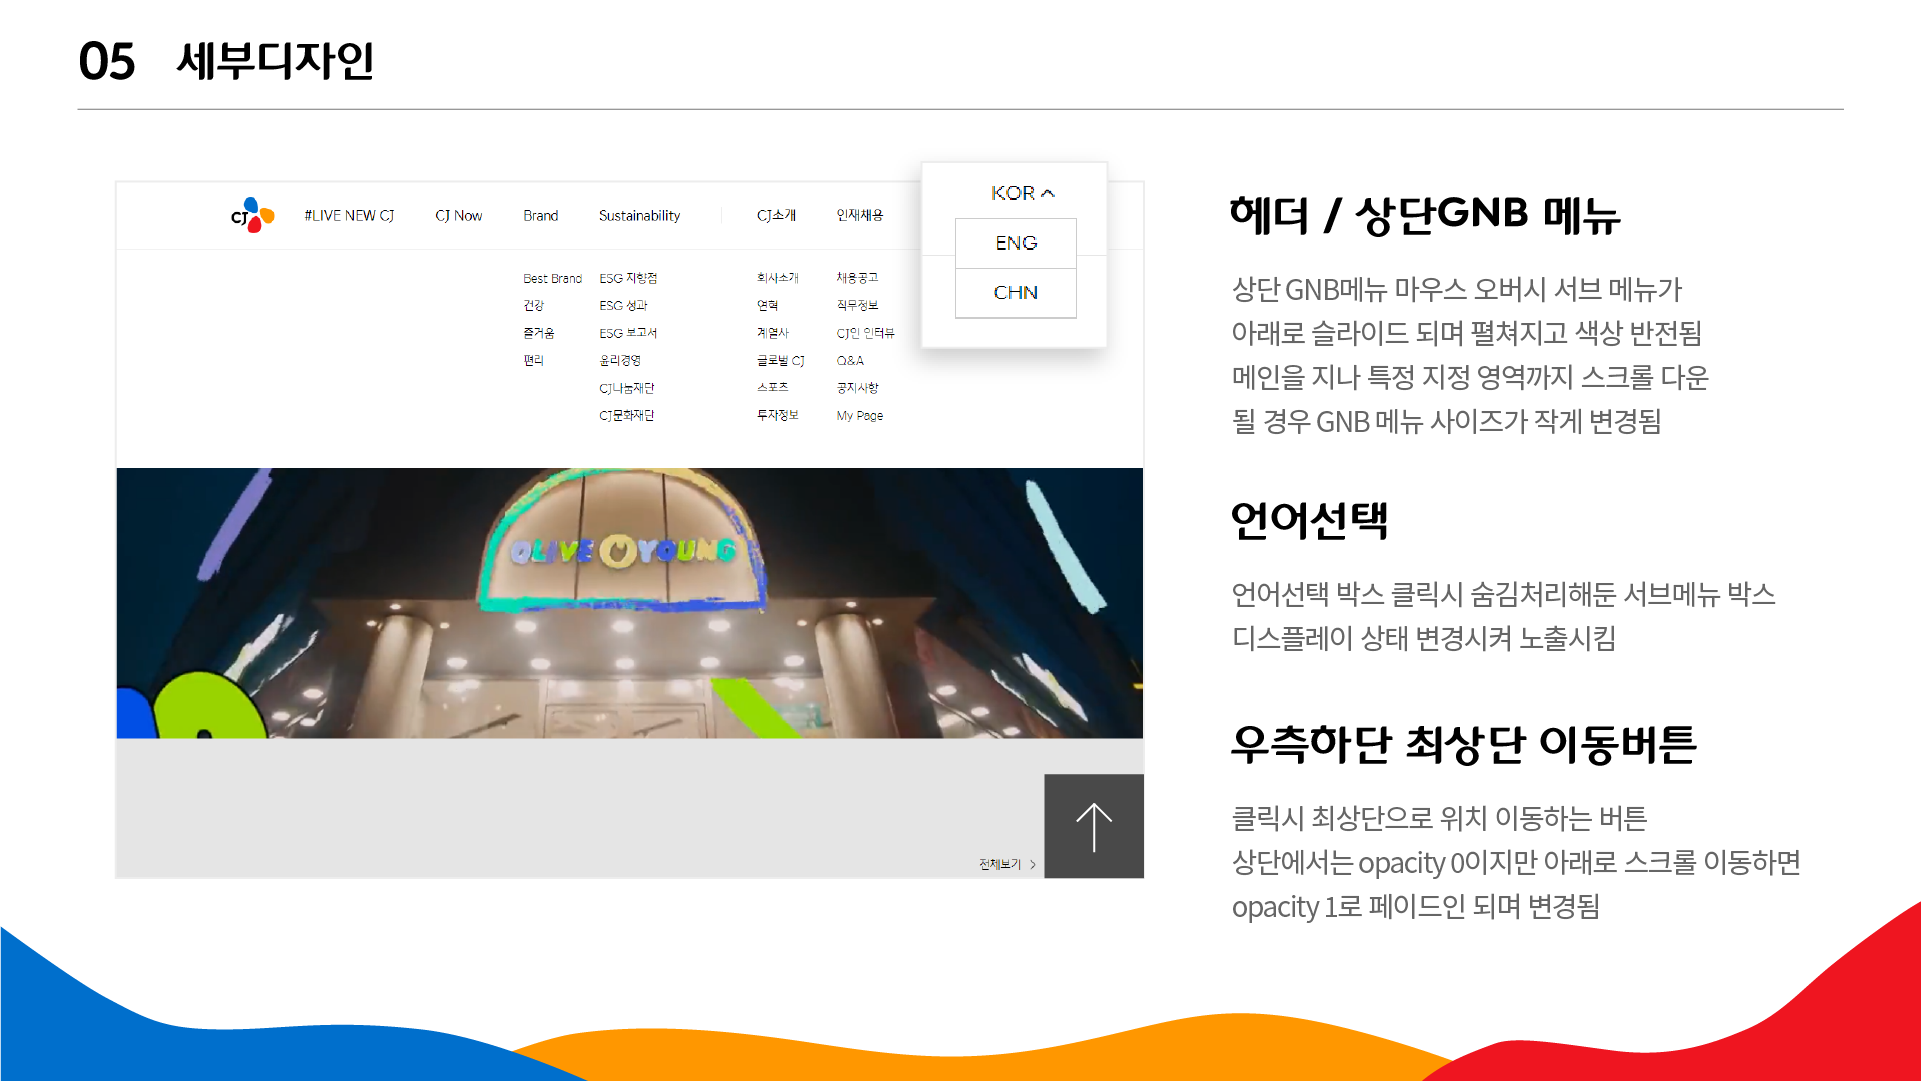 05 세부디자인
CJ #LIVE NEW CJ CJ Now Brand Sustainability CJ소개 인재채용
KOR
ENG
CHN
Best Brand ESG 지향점 회사소개 채용공고
건강 ESG 성과 연혁 직무정보
즐거움 ESG 보고서 계열사 CJ인 인터뷰
편리 윤리경영 글로벌 CJ Q&A
CJ나눔재단 스포츠 공지사항
CJ문화재단 투자정보 My Page
OLIVE YOUNG
전체보기 >
헤더 / 상단GNB 메뉴
상단 GNB메뉴 마우스 오버시 서브 메뉴가
아래로 슬라이드 되며 펼쳐지고 색상 반전됨
메인을 지나 특정 지정 영역까지 스크롤 다운
될 경우 GNB 메뉴 사이즈가 작게 변경됨
언어선택
언어선택 박스 클릭시 숨김처리해둔 서브메뉴 박스
디스플레이 상태 변경시켜 노출시킴
우측하단 최상단 이동버튼
클릭시 최상단으로 위치 이동하는 버튼
상단에서는 opacity 0이지만 아래로 스크롤 이동하면
opacity 1로 페이드인 되며 변경됨